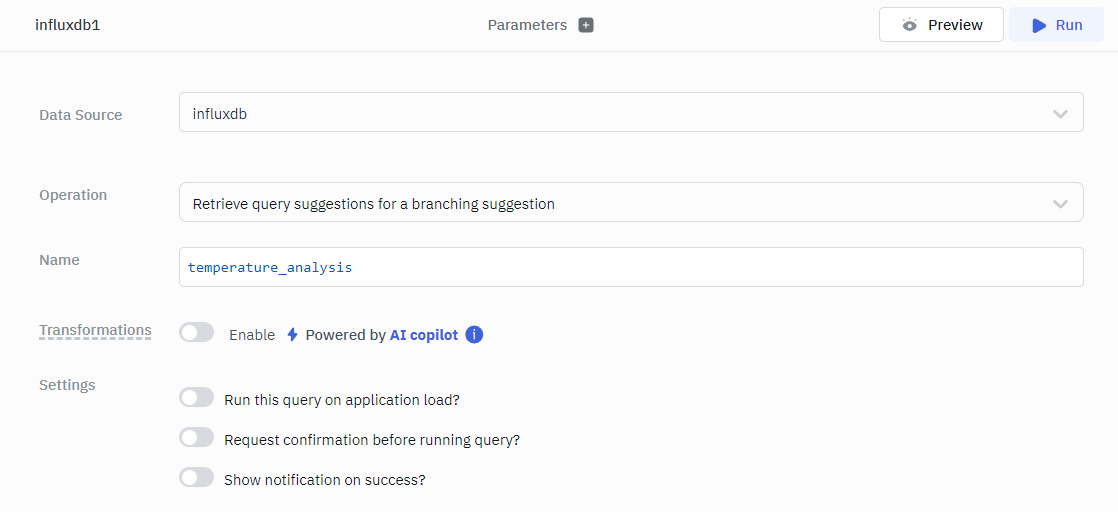 influxdb1
Parameters
Preview
Run
Data Source
influxdb
Operation
Retrieve query suggestions for a branching suggestion
Name
temperature_analysis
Transformations
Enable Powered by AI copilot i
Settings
Run this query on application load?
Request confirmation before running query?
Show notification on success?